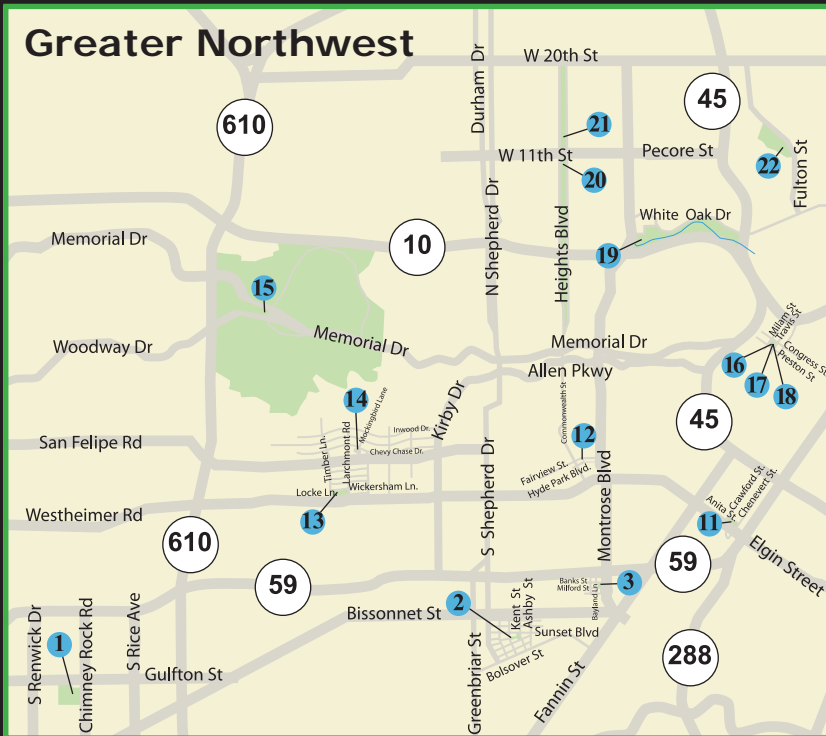 Greater Northwest
W 20th St
Durham Dr
45
610
21
W 11th St
Pecore St
22
Fulton St
20
N Shepherd Dr
Heights Blvd
White Oak Dr
Memorial Dr
10
19
15
Memorial Dr
Woodway Dr
Memorial Dr
Allen Pkwy
Milam St
Travis St
Congress St
Preston St
16
17
18
14
Mockingbird Lane
Kirby Dr
Commonwealth St
45
12
San Felipe Rd
Timber Ln.
Larchmont Rd
Inwood Dr.
Chevy Chase Dr.
Wickersham Ln.
Locke Ln.
13
S Shepherd Dr
Fairview St.
Hyde Park Blvd.
Montrose Blvd
Westheimer Rd
Anita St.
Crawford St.
Chenevert St.
11
Elgin Street
610
59
59
Banks St
Milford St
Bayland Ln
3
2
Bissonnet St
Kent St
Ashby St
Sunset Blvd
Bolsover St
Greenbriar St
Fannin St
288
1
S Renwick Dr
Chimney Rock Rd
S Rice Ave
Gulfton St